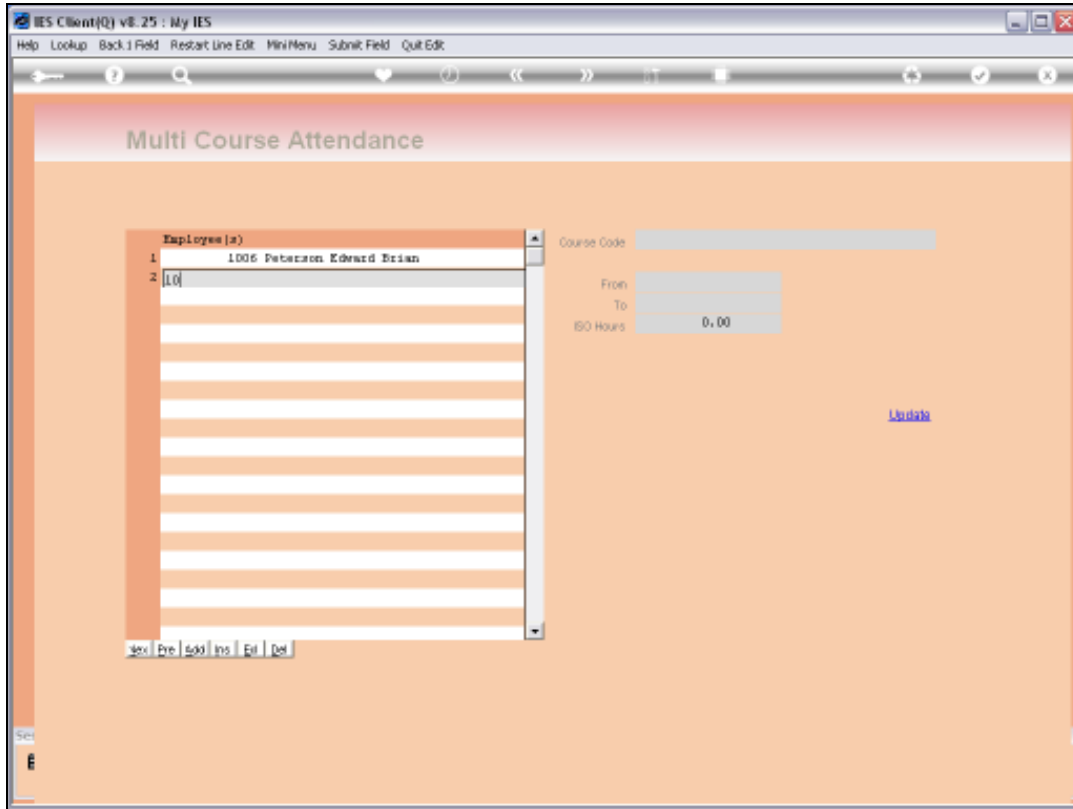 IES Client(Q) v8.25 : My IES
Help Lookup Back 1 Field Restart Line Edit MiniMenu Submit Field Quit Edit
Multi Course Attendance
Employee(s)
1 1006 Peterson Edward Brian
2 10
Course Code
From
To
ISO Hours 0.00
Update
Nex Pre Add Ins Del
Se